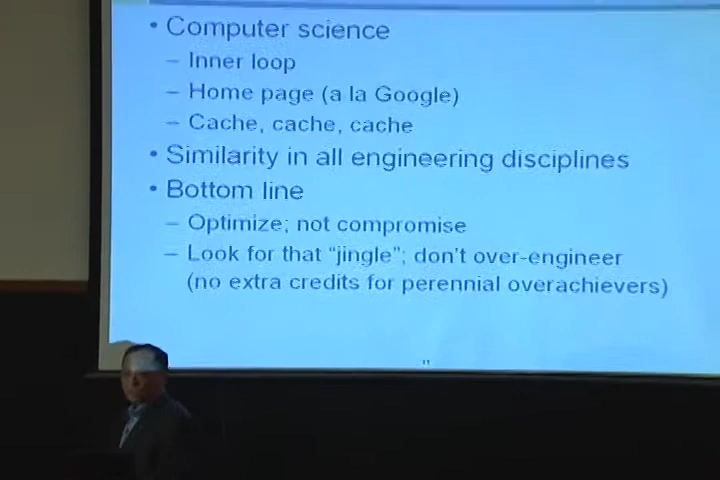 • Computer science
– Inner loop
– Home page (a la Google)
– Cache, cache, cache
• Similarity in all engineering disciplines
• Bottom line
– Optimize; not compromise
– Look for that “jingle”; don’t over-engineer
(no extra credits for perennial overachievers)